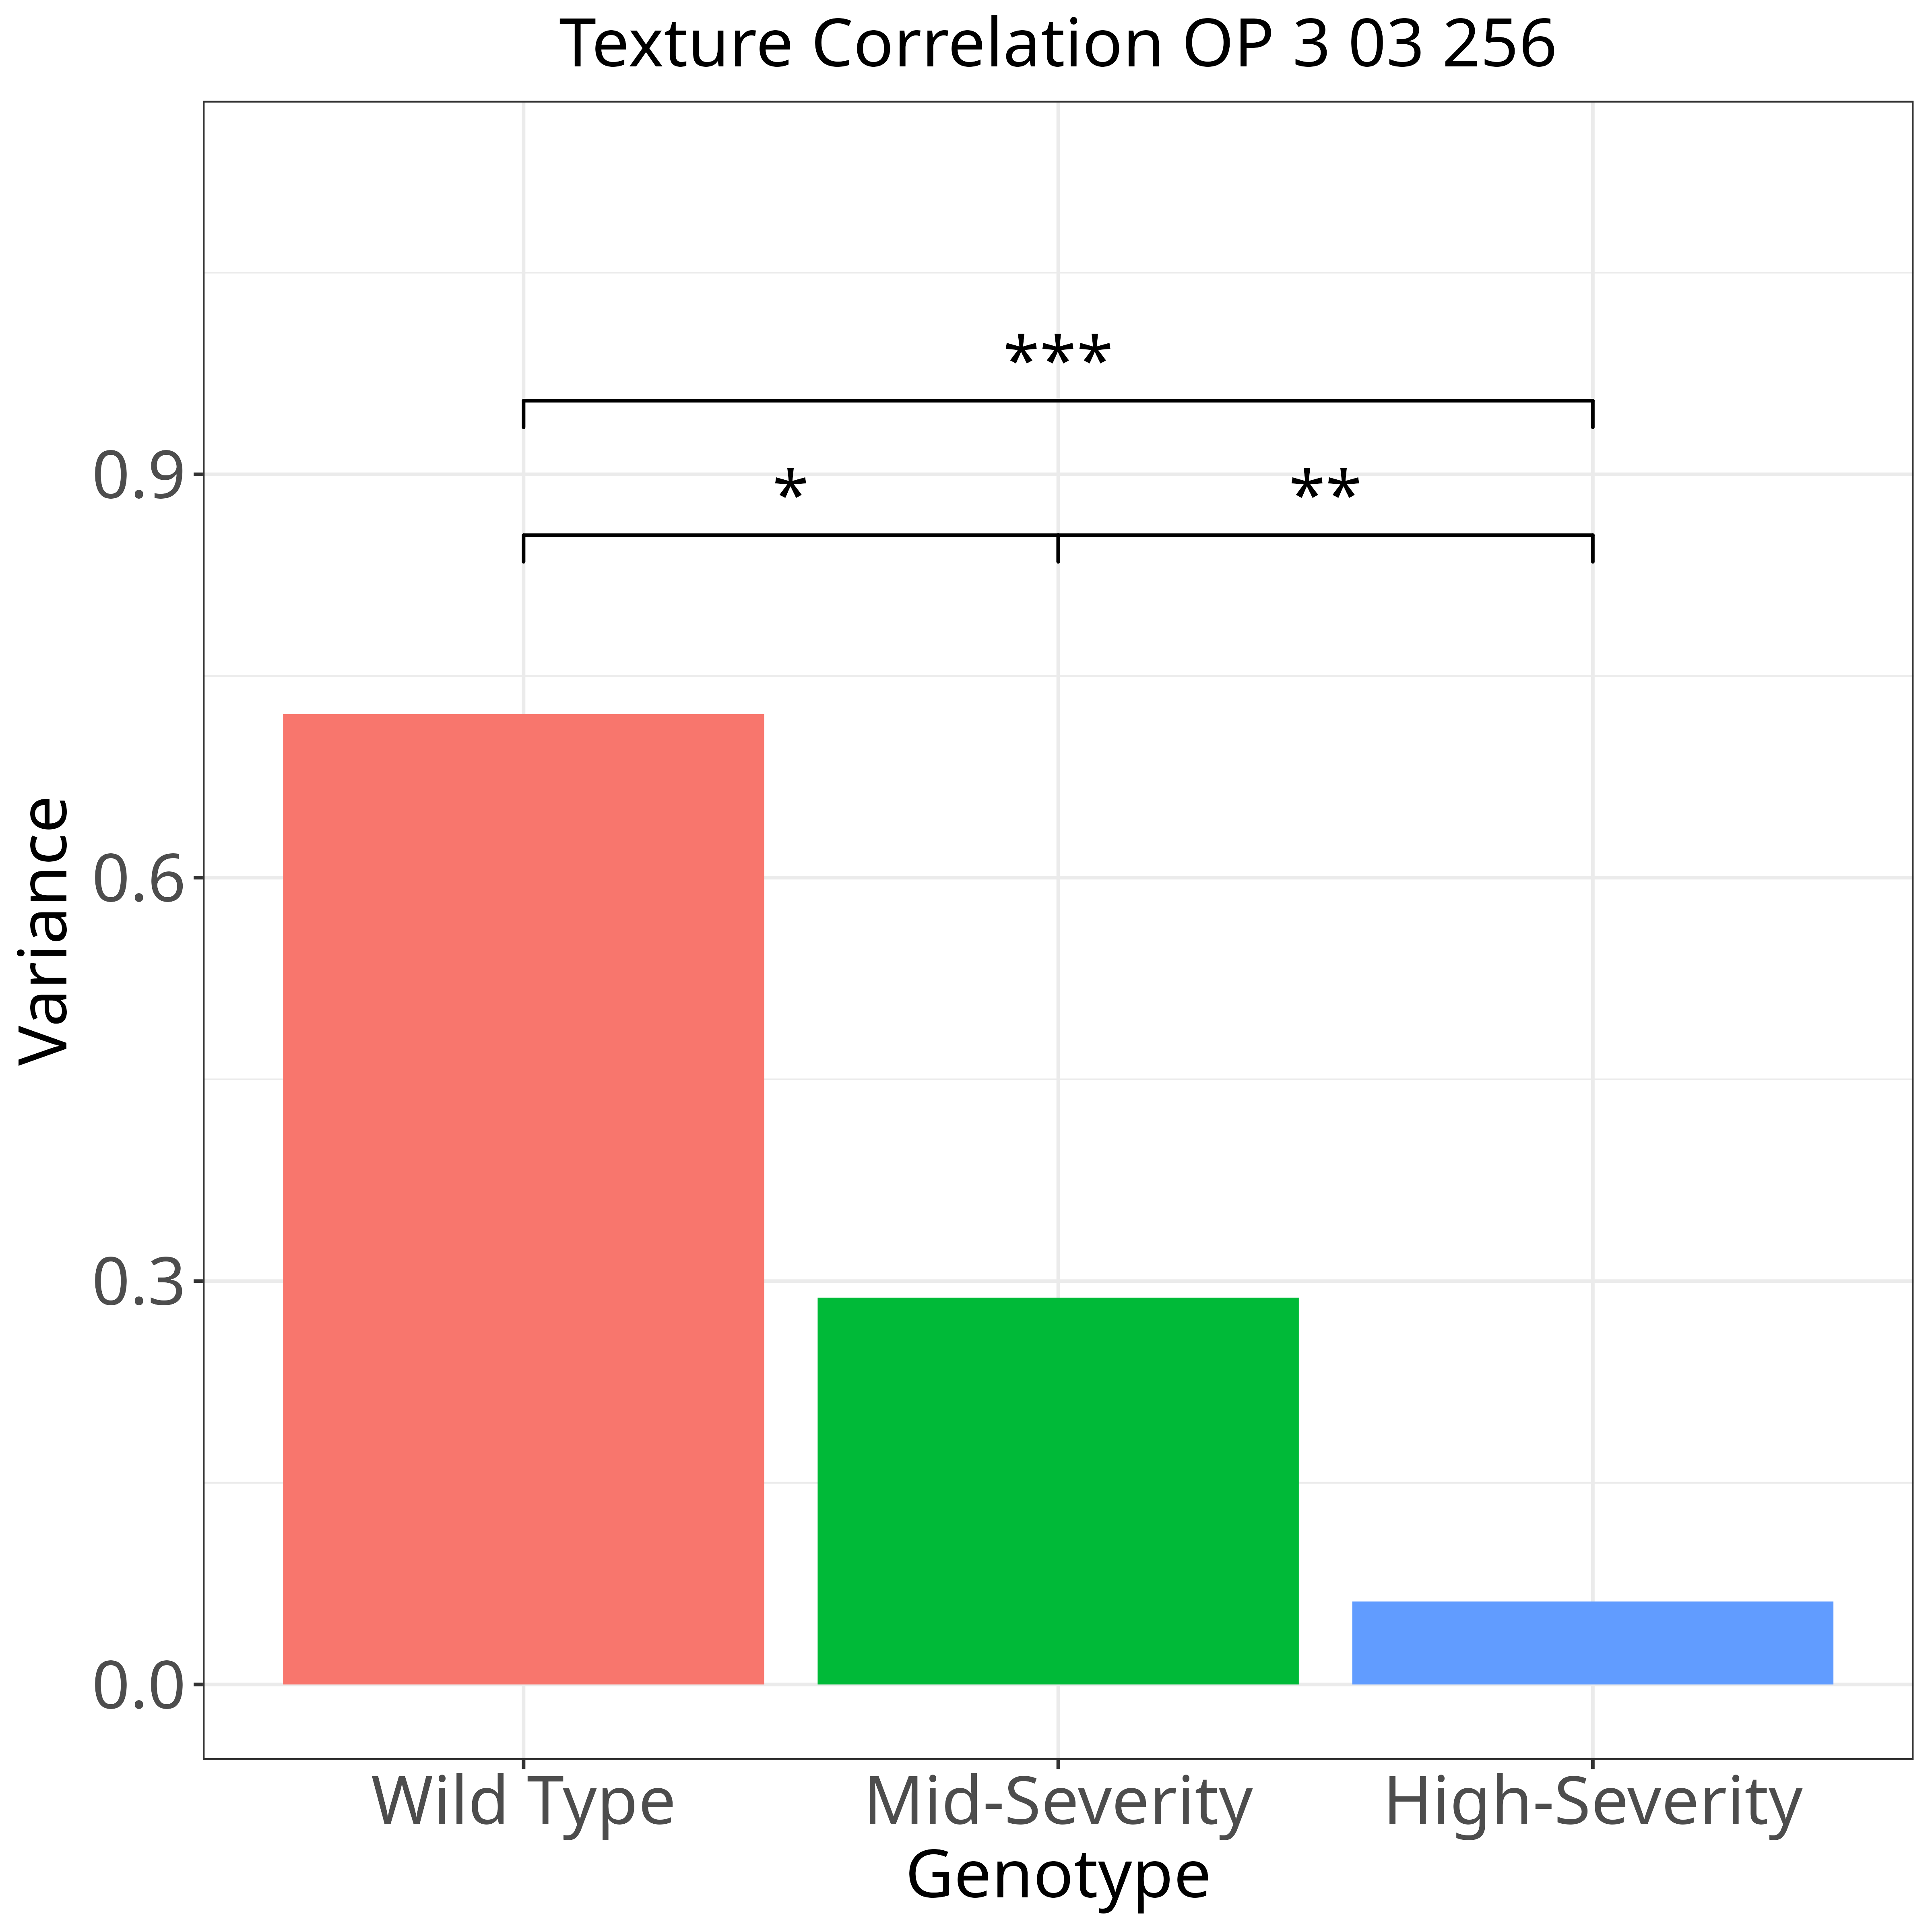 Texture Correlation OP 3 03 256
***
0.9
* **
0.6
Variance
0.3
0.0
Wild Type Mid-Severity High-Severity
Genotype